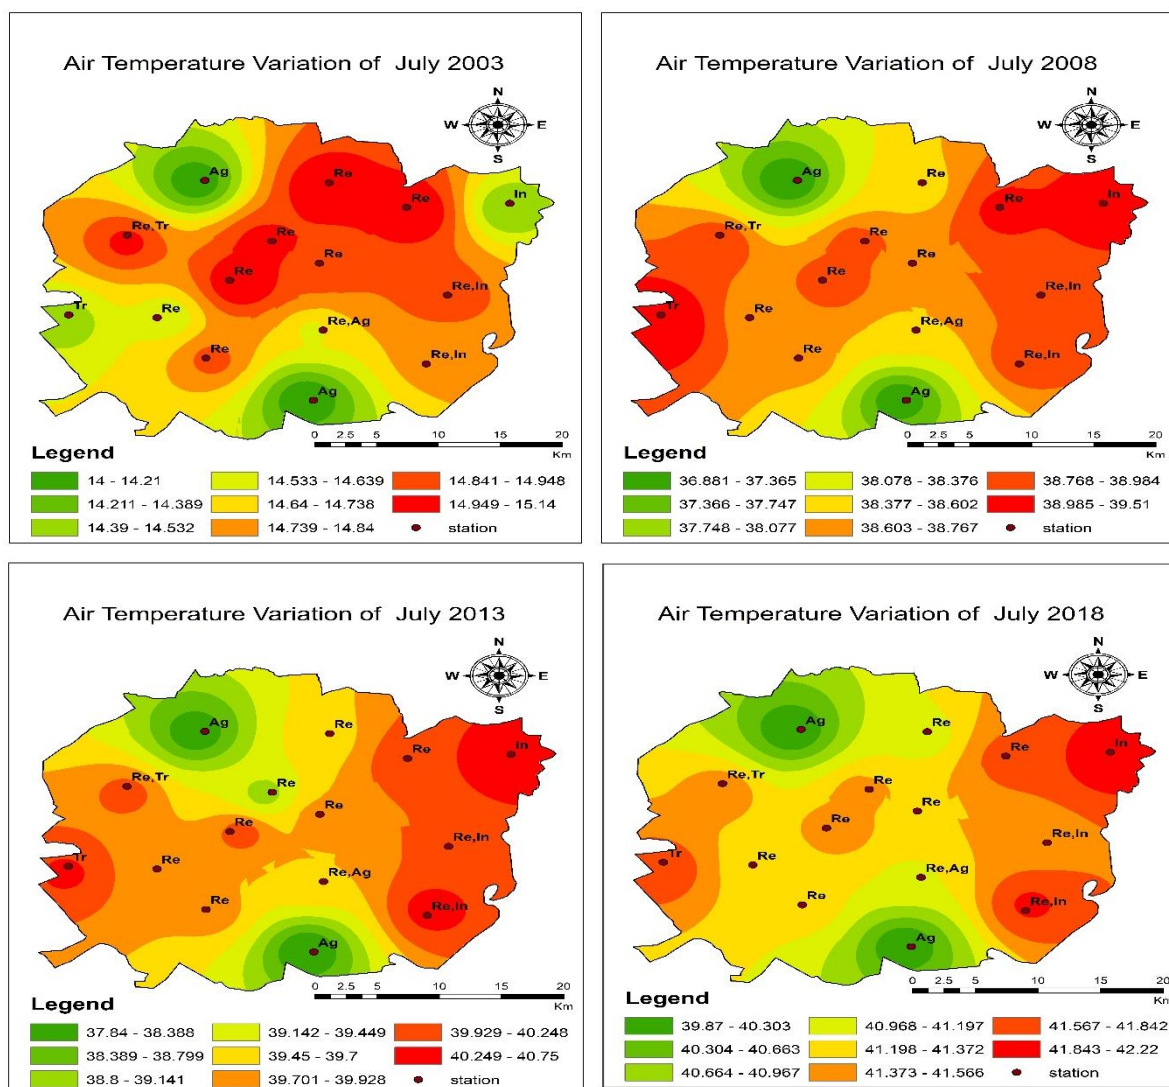 Air Temperature Variation of July 2003
N
W E
S
Ag
Re
Re
In
Re,Tr
Re
Re
Re
Re,In
Tr
Re
Re,Ag
Re
Re,In
Ag
0 2.5 5 10 15 20
Km
Legend
14 - 14.21
14.211 - 14.389
14.39 - 14.532
14.533 - 14.639
14.64 - 14.738
14.739 - 14.84
14.841 - 14.948
14.949 - 15.14
station
Air Temperature Variation of July 2008
N
W E
S
Ag
Re
Re
In
Re,Tr
Re
Re
Re
Re,In
Tr
Re
Re,Ag
Re
Re,In
Ag
0 2.5 5 10 15 20
Km
Legend
36.881 - 37.365
37.366 - 37.747
37.748 - 38.077
38.078 - 38.376
38.377 - 38.602
38.603 - 38.767
38.768 - 38.984
38.985 - 39.51
station
Air Temperature Variation of July 2013
N
W E
S
Ag
Re
Re
In
Re,Tr
Re
Re
Re
Re,In
Tr
Re
Re,Ag
Re
Re,In
Ag
0 2.5 5 10 15 20
Km
Legend
37.84 - 38.388
38.389 - 38.799
38.8 - 39.141
39.142 - 39.449
39.45 - 39.7
39.701 - 39.928
39.929 - 40.248
40.249 - 40.75
station
Air Temperature Variation of July 2018
N
W E
S
Ag
Re
Re
In
Re,Tr
Re
Re
Re
Re,In
Tr
Re
Re,Ag
Re
Re,In
Ag
0 2.5 5 10 15 20
Km
Legend
39.87 - 40.303
40.304 - 40.663
40.664 - 40.967
40.968 - 41.197
41.198 - 41.372
41.373 - 41.566
41.567 - 41.842
41.843 - 42.22
station